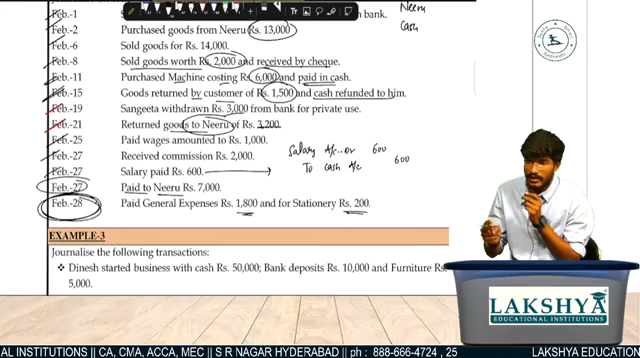 Feb.-1 S bank. Neeru
Feb.-2 Purchased goods from Neeru Rs. 13,000 Cash
Feb.-6 Sold goods for Rs. 14,000.
Feb.-8 Sold goods worth Rs. 2,000 and received by cheque.
Feb.-11 Purchased Machine costing Rs. 6,000 and paid in cash.
Feb.-15 Goods returned by customer of Rs. 1,500 and cash refunded to him.
Feb.-19 Sangeeta withdrawn Rs. 3,000 from bank for private use.
Feb.-21 Returned goods to Neeru of Rs. 3,200.
Feb.-25 Paid wages amounted to Rs. 1,000.
Feb.-27 Received commission Rs. 2,000. Salary A/c..Dr 600
Feb.-27 Salary paid Rs. 600. To cash A/c 600
Feb.-27 Paid to Neeru Rs. 7,000.
Feb.-28 Paid General Expenses Rs. 1,800 and for Stationery Rs. 200.
EXAMPLE-3
Journalise the following transactions:
❖ Dinesh started business with cash Rs. 50,000; Bank deposits Rs. 10,000 and Furniture Rs.
5,000.
LAKSHYA
EDUCATIONAL INSTITUTIONS
AL INSTITUTIONS || CA, CMA, ACCA, MEC || S R NAGAR HYDERABAD || ph : 888-666-4724 , 25 LAKSHYA EDUCATION